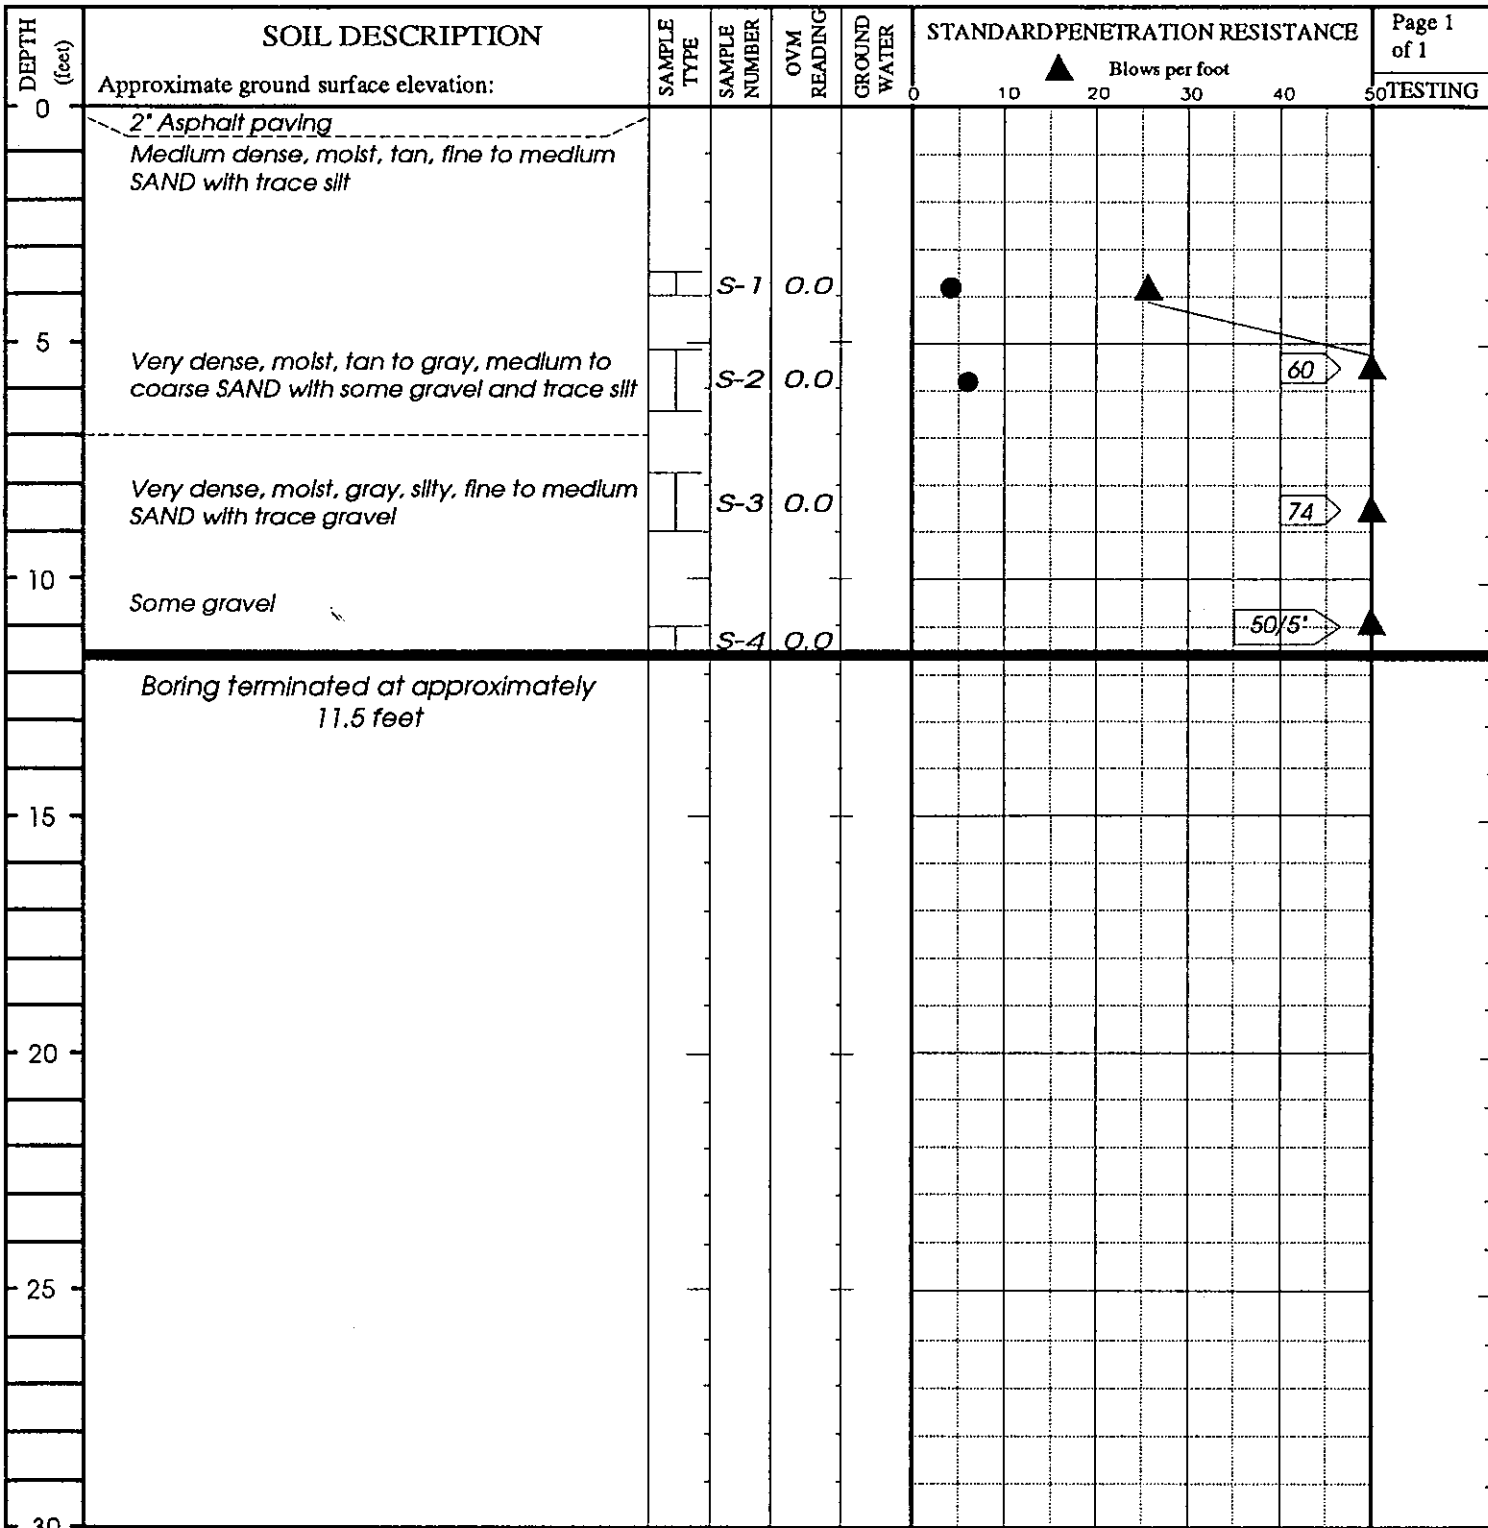 DEPTH
(feet)
SOIL DESCRIPTION
Approximate ground surface elevation:
SAMPLE
TYPE
SAMPLE
NUMBER
OVM
READING
GROUND
WATER
STANDARD PENETRATION RESISTANCE
▲ Blows per foot
Page 1
of 1
TESTING
0 10 20 30 40 50
0
2" Asphalt paving
Medium dense, moist, tan, fine to medium
SAND with trace silt
S-1 0.0
5
Very dense, moist, tan to gray, medium to
coarse SAND with some gravel and trace silt
S-2 0.0
60
Very dense, moist, gray, silty, fine to medium
SAND with trace gravel
S-3 0.0
74
10
Some gravel
S-4 0.0
50/5"
Boring terminated at approximately
11.5 feet
15
20
25
30